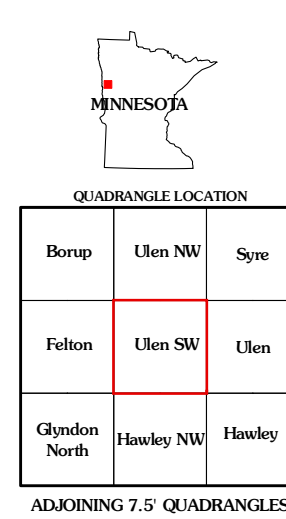 MINNESOTA
QUADRANGLE LOCATION
Borup Ulen NW Syre
Felton Ulen SW Ulen
Glyndon
North Hawley NW Hawley
ADJOINING 7.5' QUADRANGLES